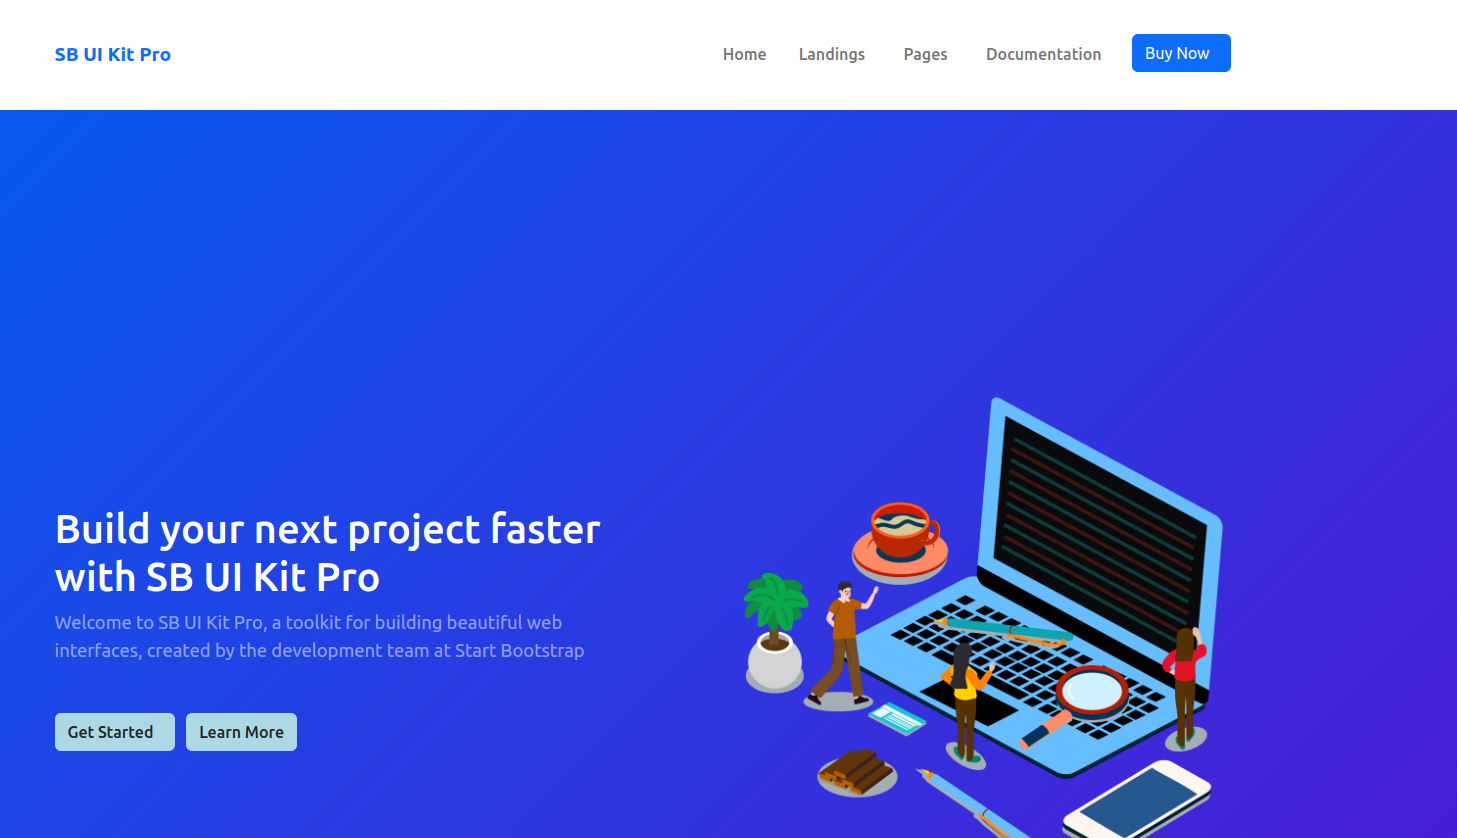 SB UI Kit Pro
Home
Landings
Pages
Documentation
Buy Now
Build your next project faster
with SB UI Kit Pro
Welcome to SB UI Kit Pro, a toolkit for building beautiful web
interfaces, created by the development team at Start Bootstrap
Get Started
Learn More